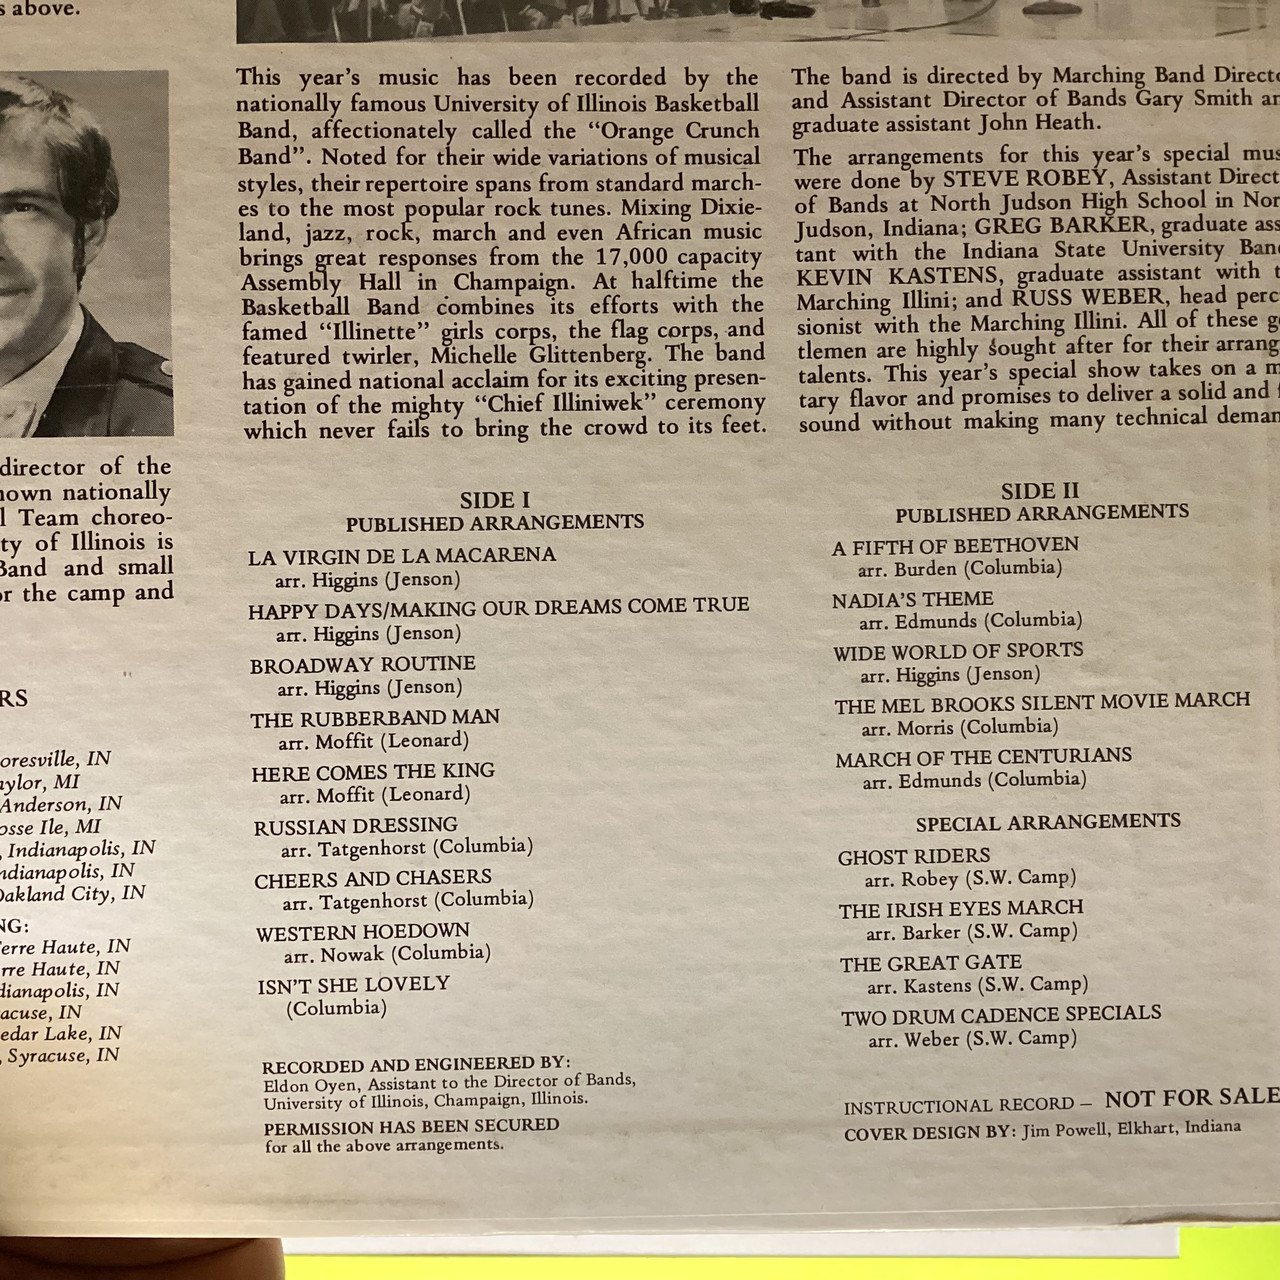 s above.
director of the
nown nationally
l Team choreo-
ty of Illinois is
Band and small
or the camp and
RS
oresville, IN
aylor, MI
Anderson, IN
osse Ile, MI
, Indianapolis, IN
ndianapolis, IN
Oakland City, IN
NG:
Terre Haute, IN
rre Haute, IN
dianapolis, IN
acuse, IN
edar Lake, IN
, Syracuse, IN
This year's music has been recorded by the
nationally famous University of Illinois Basketball
Band, affectionately called the "Orange Crunch
Band". Noted for their wide variations of musical
styles, their repertoire spans from standard march-
es to the most popular rock tunes. Mixing Dixie-
land, jazz, rock, march and even African music
brings great responses from the 17,000 capacity
Assembly Hall in Champaign. At halftime the
Basketball Band combines its efforts with the
famed "Illinette" girls corps, the flag corps, and
featured twirler, Michelle Glittenberg. The band
has gained national acclaim for its exciting presen-
tation of the mighty "Chief Illiniwek" ceremony
which never fails to bring the crowd to its feet.
The band is directed by Marching Band Directo
and Assistant Director of Bands Gary Smith an
graduate assistant John Heath.
The arrangements for this year's special mus
were done by STEVE ROBEY, Assistant Direct
of Bands at North Judson High School in Nor
Judson, Indiana; GREG BARKER, graduate ass
tant with the Indiana State University Ban
KEVIN KASTENS, graduate assistant with t
Marching Illini; and RUSS WEBER, head perc
sionist with the Marching Illini. All of these g
tlemen are highly sought after for their arrang
talents. This year's special show takes on a m
tary flavor and promises to deliver a solid and f
sound without making many technical deman
SIDE I
PUBLISHED ARRANGEMENTS
LA VIRGIN DE LA MACARENA
arr. Higgins (Jenson)
HAPPY DAYS/MAKING OUR DREAMS COME TRUE
arr. Higgins (Jenson)
BROADWAY ROUTINE
arr. Higgins (Jenson)
THE RUBBERBAND MAN
arr. Moffit (Leonard)
HERE COMES THE KING
arr. Moffit (Leonard)
RUSSIAN DRESSING
arr. Tatgenhorst (Columbia)
CHEERS AND CHASERS
arr. Tatgenhorst (Columbia)
WESTERN HOEDOWN
arr. Nowak (Columbia)
ISN'T SHE LOVELY
(Columbia)
RECORDED AND ENGINEERED BY:
Eldon Oyen, Assistant to the Director of Bands,
University of Illinois, Champaign, Illinois.
PERMISSION HAS BEEN SECURED
for all the above arrangements.
SIDE II
PUBLISHED ARRANGEMENTS
A FIFTH OF BEETHOVEN
arr. Burden (Columbia)
NADIA'S THEME
arr. Edmunds (Columbia)
WIDE WORLD OF SPORTS
arr. Higgins (Jenson)
THE MEL BROOKS SILENT MOVIE MARCH
arr. Morris (Columbia)
MARCH OF THE CENTURIANS
arr. Edmunds (Columbia)
SPECIAL ARRANGEMENTS
GHOST RIDERS
arr. Robey (S.W. Camp)
THE IRISH EYES MARCH
arr. Barker (S.W. Camp)
THE GREAT GATE
arr. Kastens (S.W. Camp)
TWO DRUM CADENCE SPECIALS
arr. Weber (S.W. Camp)
INSTRUCTIONAL RECORD – NOT FOR SALE
COVER DESIGN BY: Jim Powell, Elkhart, Indiana